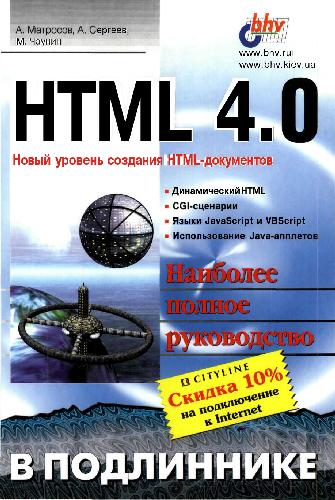 А. Матросов, А. Сергеев,
М. Чаунин
bhv
www.bhv.ru
www.bhv.kiev.ua
HTML 4.0
Новый уровень создания HTML-документов
Динамический HTML
CGI-сценарии
Языки JavaScript и VBScript
Использование Java-апплетов
Наиболее
полное
руководство
CITYLINE
Скидка 10%
на подключение
к Internet
В ПОДЛИННИКЕ